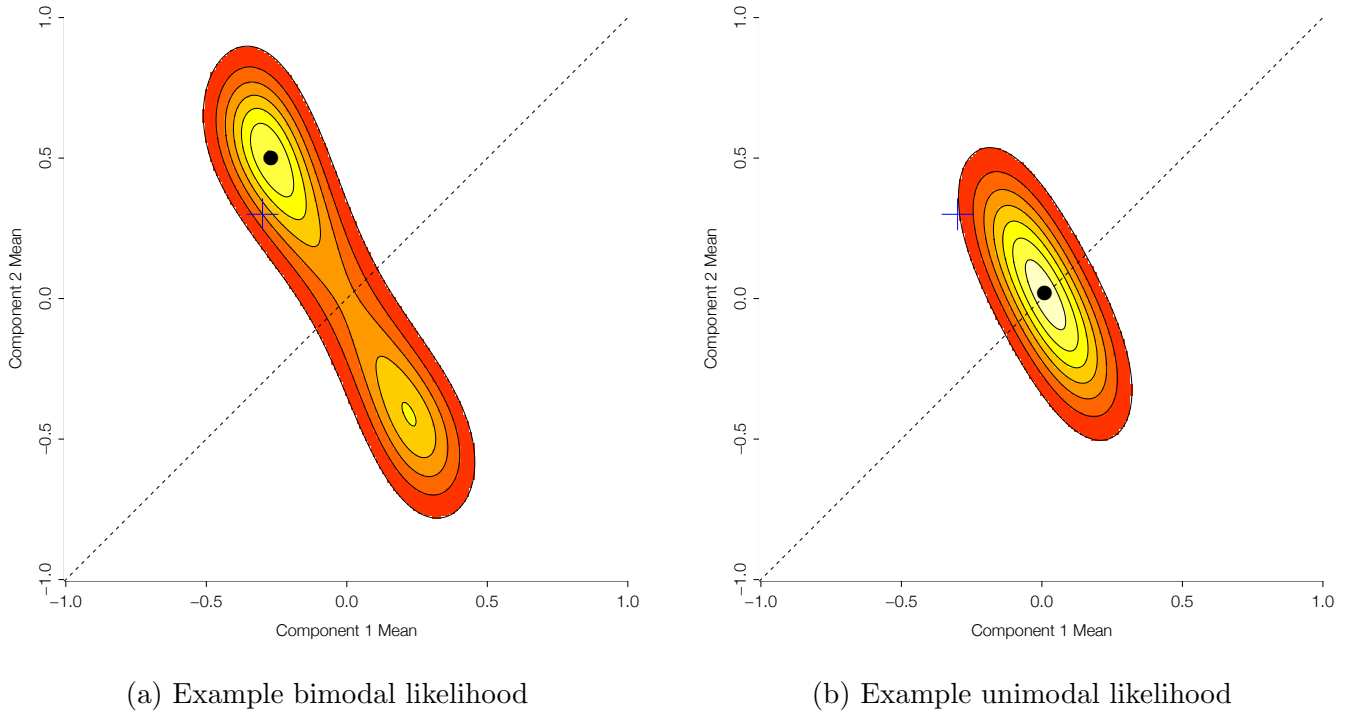 1.0
0.5
0.0
−0.5
−1.0
Component 2 Mean
−1.0 −0.5 0.0 0.5 1.0
Component 1 Mean
(a) Example bimodal likelihood
1.0
0.5
0.0
−0.5
−1.0
Component 2 Mean
−1.0 −0.5 0.0 0.5 1.0
Component 1 Mean
(b) Example unimodal likelihood